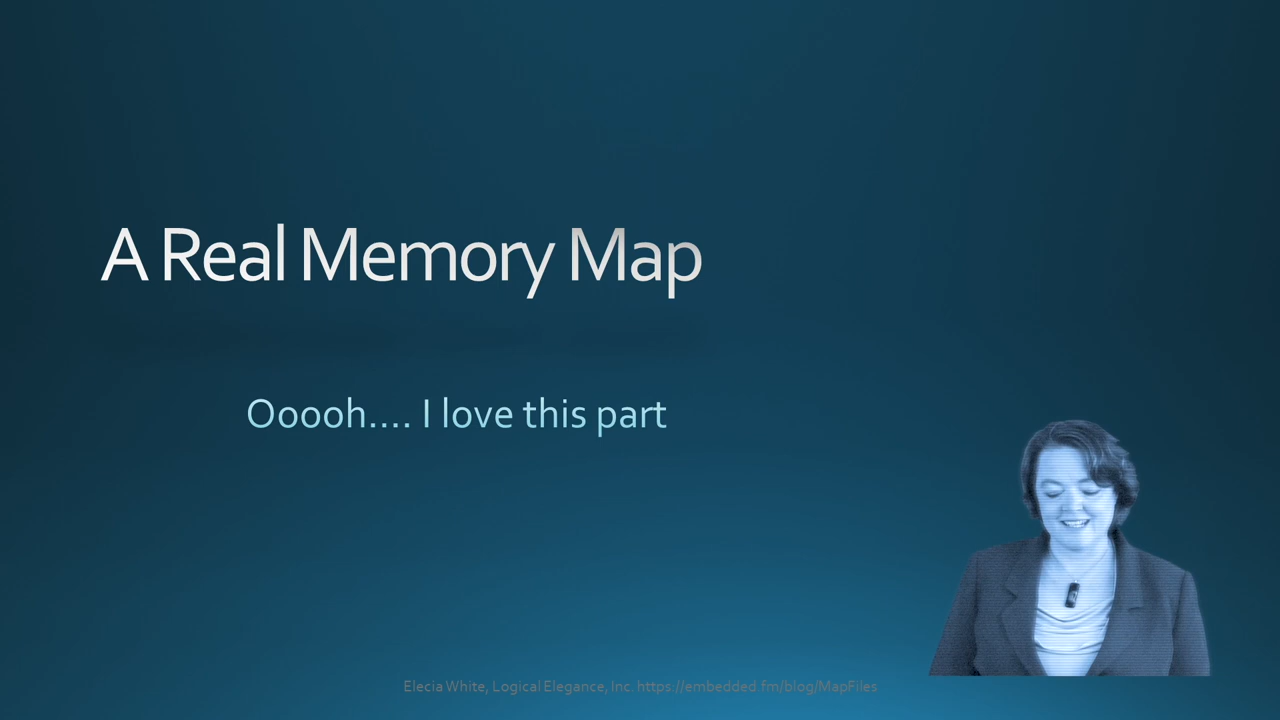 A Real Memory Map
Ooooh.... I love this part
Elecia White, Logical Elegance, Inc. https://embedded.fm/blog/MapFiles